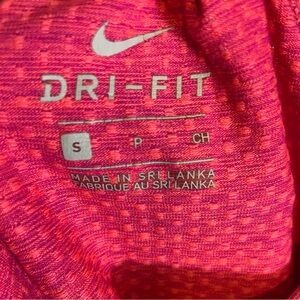 DRI-FIT
S P CH
MADE IN SRI LANKA
FABRIQUE AU SRI LANKA